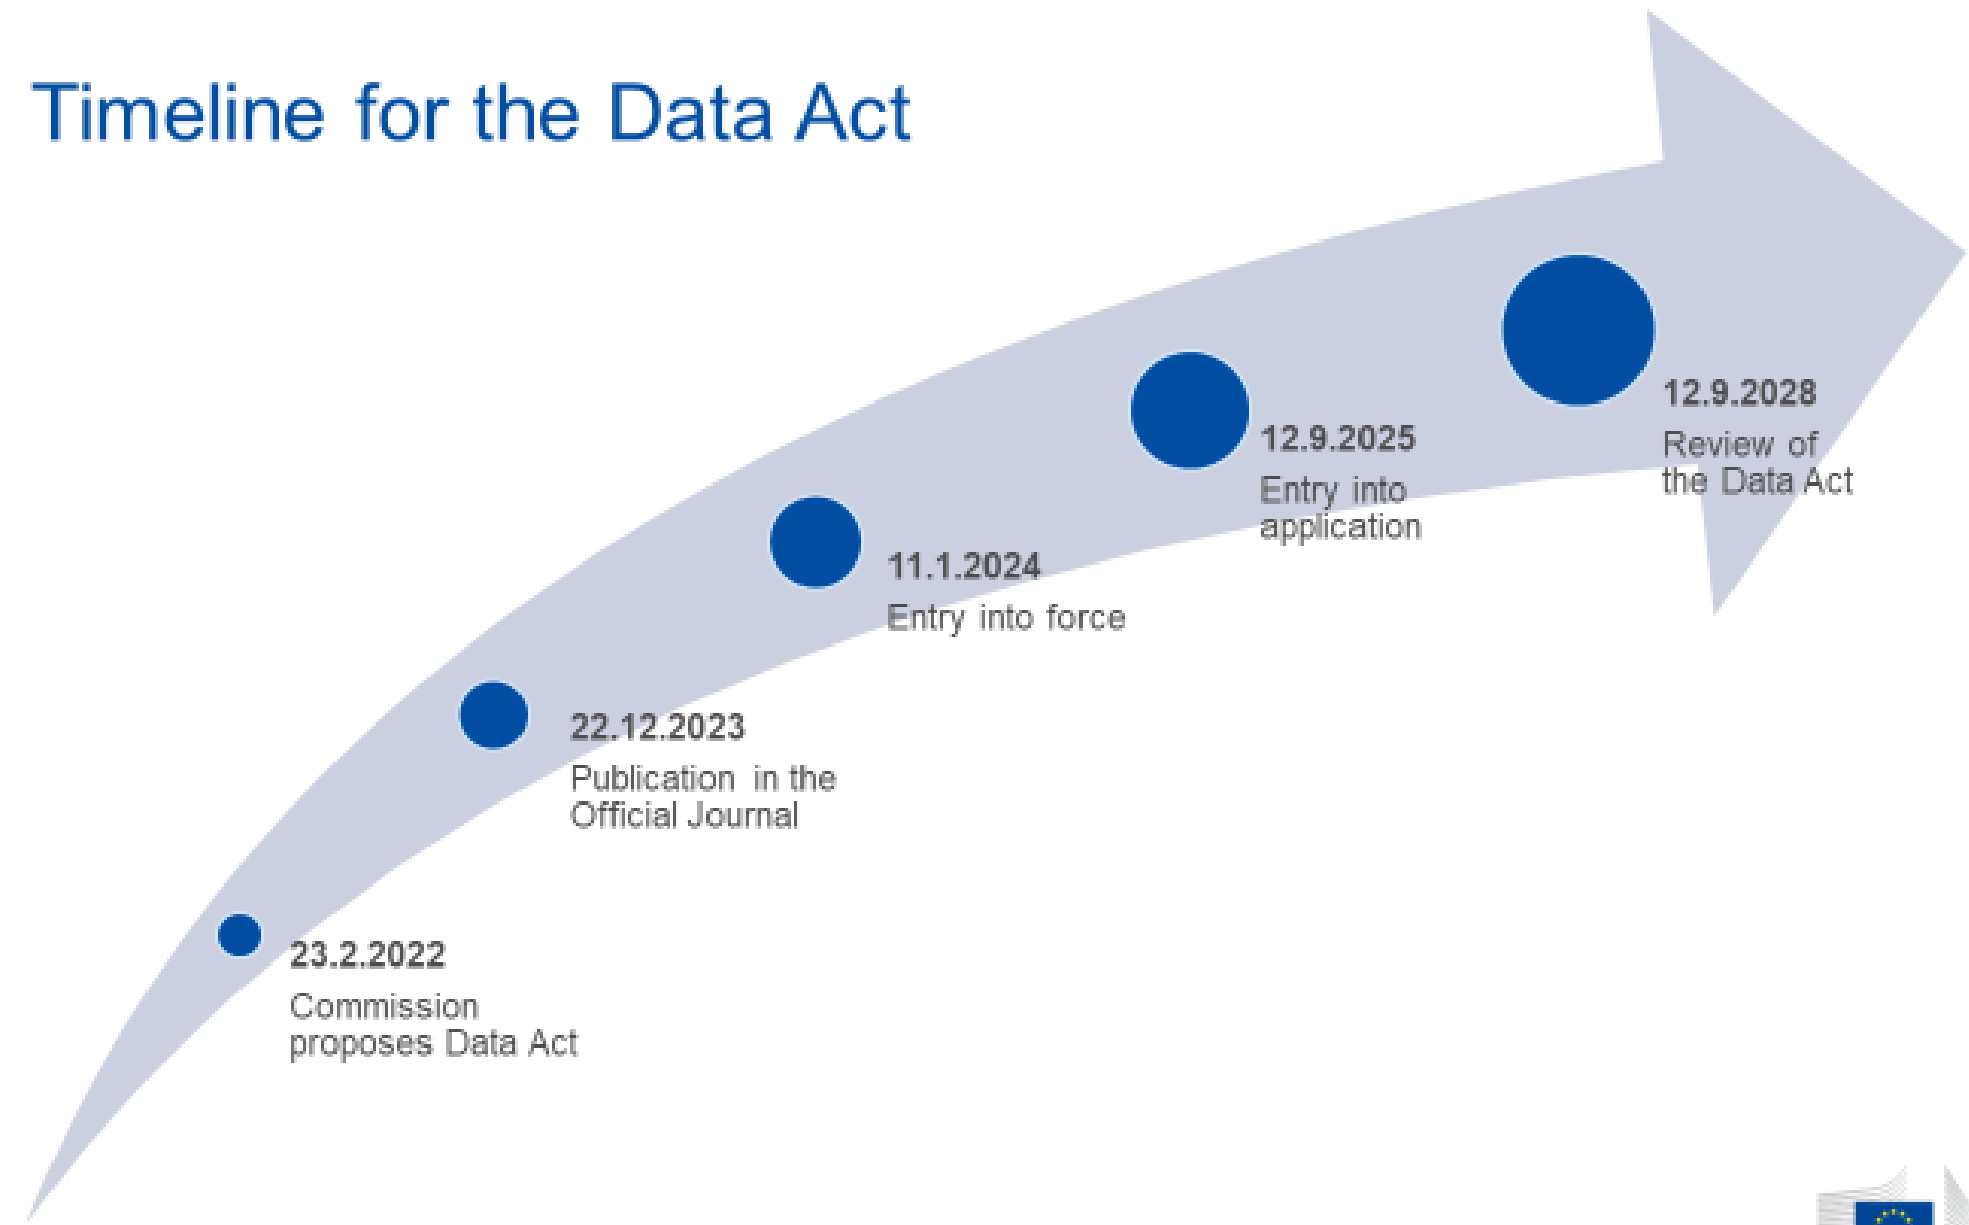 Timeline for the Data Act
23.2.2022
Commission
proposes Data Act
22.12.2023
Publication in the
Official Journal
11.1.2024
Entry into force
12.9.2025
Entry into
application
12.9.2028
Review of
the Data Act